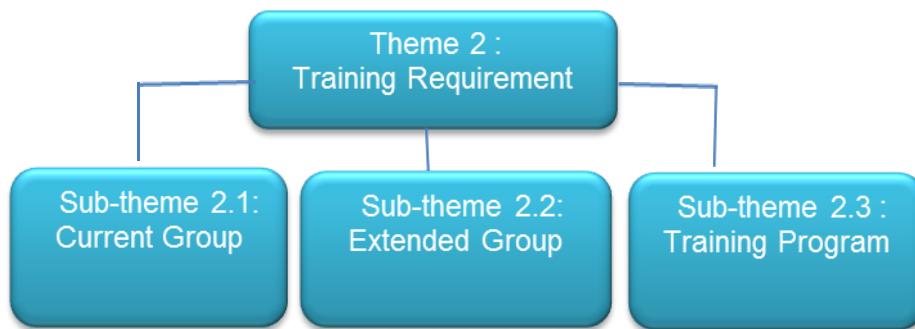 Theme 2 :
Training Requirement
Sub-theme 2.1:
Current Group
Sub-theme 2.2:
Extended Group
Sub-theme 2.3 :
Training Program